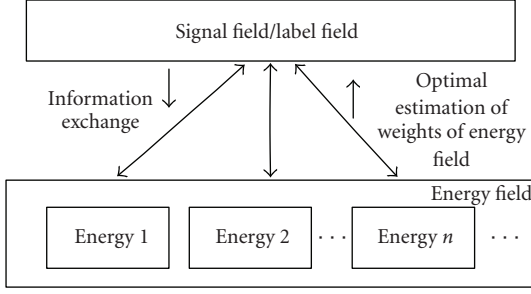 Signal field/label field
Information
exchange
Optimal
estimation of
weights of energy
field
Energy field
Energy 1
Energy 2
· · ·
Energy n
· · ·